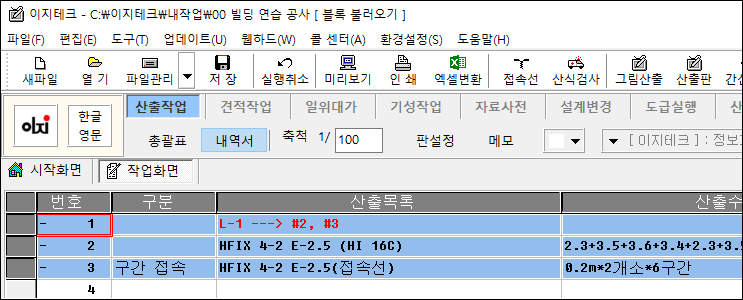 이지테크 - C:\이지테크\내작업\00 빌딩 연습 공사 [ 블록 불러오기 ]
파일(F) 편집(E) 도구(T) 업데이트(U) 웹하드(W) 콜 센터(A) 환경설정(S) 도움말(H)
새파일 열 기 파일관리 저 장 실행취소 미리보기 인 쇄 엑셀변환 접속선 산식검사 그림산출 산출판 간선
이지 한글 산출작업 견적작업 일위대가 기성작업 자료사전 설계변경 도급실행 산
영문 총괄표 내역서 축척 1/ 100 판설정 메모 [ 이지테크 ] : 정보
시작화면 작업화면
번호 구분 산출목록 산출수
- 1 L-1 ---> #2, #3
- 2 HFIX 4-2 E-2.5 (HI 16C) 2.3+3.5+3.6+3.4+2.3+3.5
- 3 구간 접속 HFIX 4-2 E-2.5(접속선) 0.2m*2개소*6구간
4